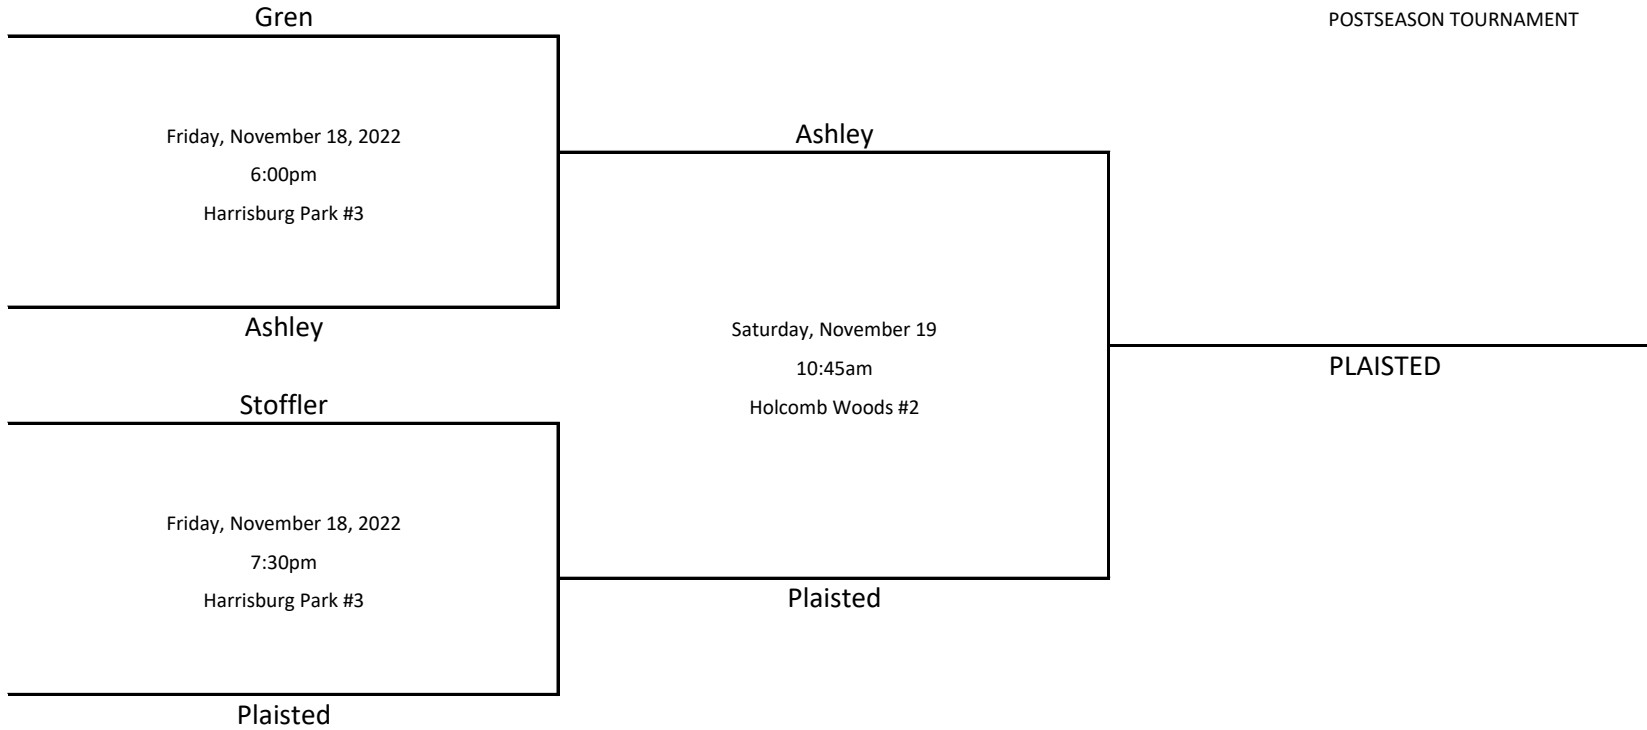 Gren
POSTSEASON TOURNAMENT
Friday, November 18, 2022
6:00pm
Harrisburg Park #3
Ashley
Ashley
Saturday, November 19
10:45am
Holcomb Woods #2
PLAISTED
Stoffler
Friday, November 18, 2022
7:30pm
Harrisburg Park #3
Plaisted
Plaisted